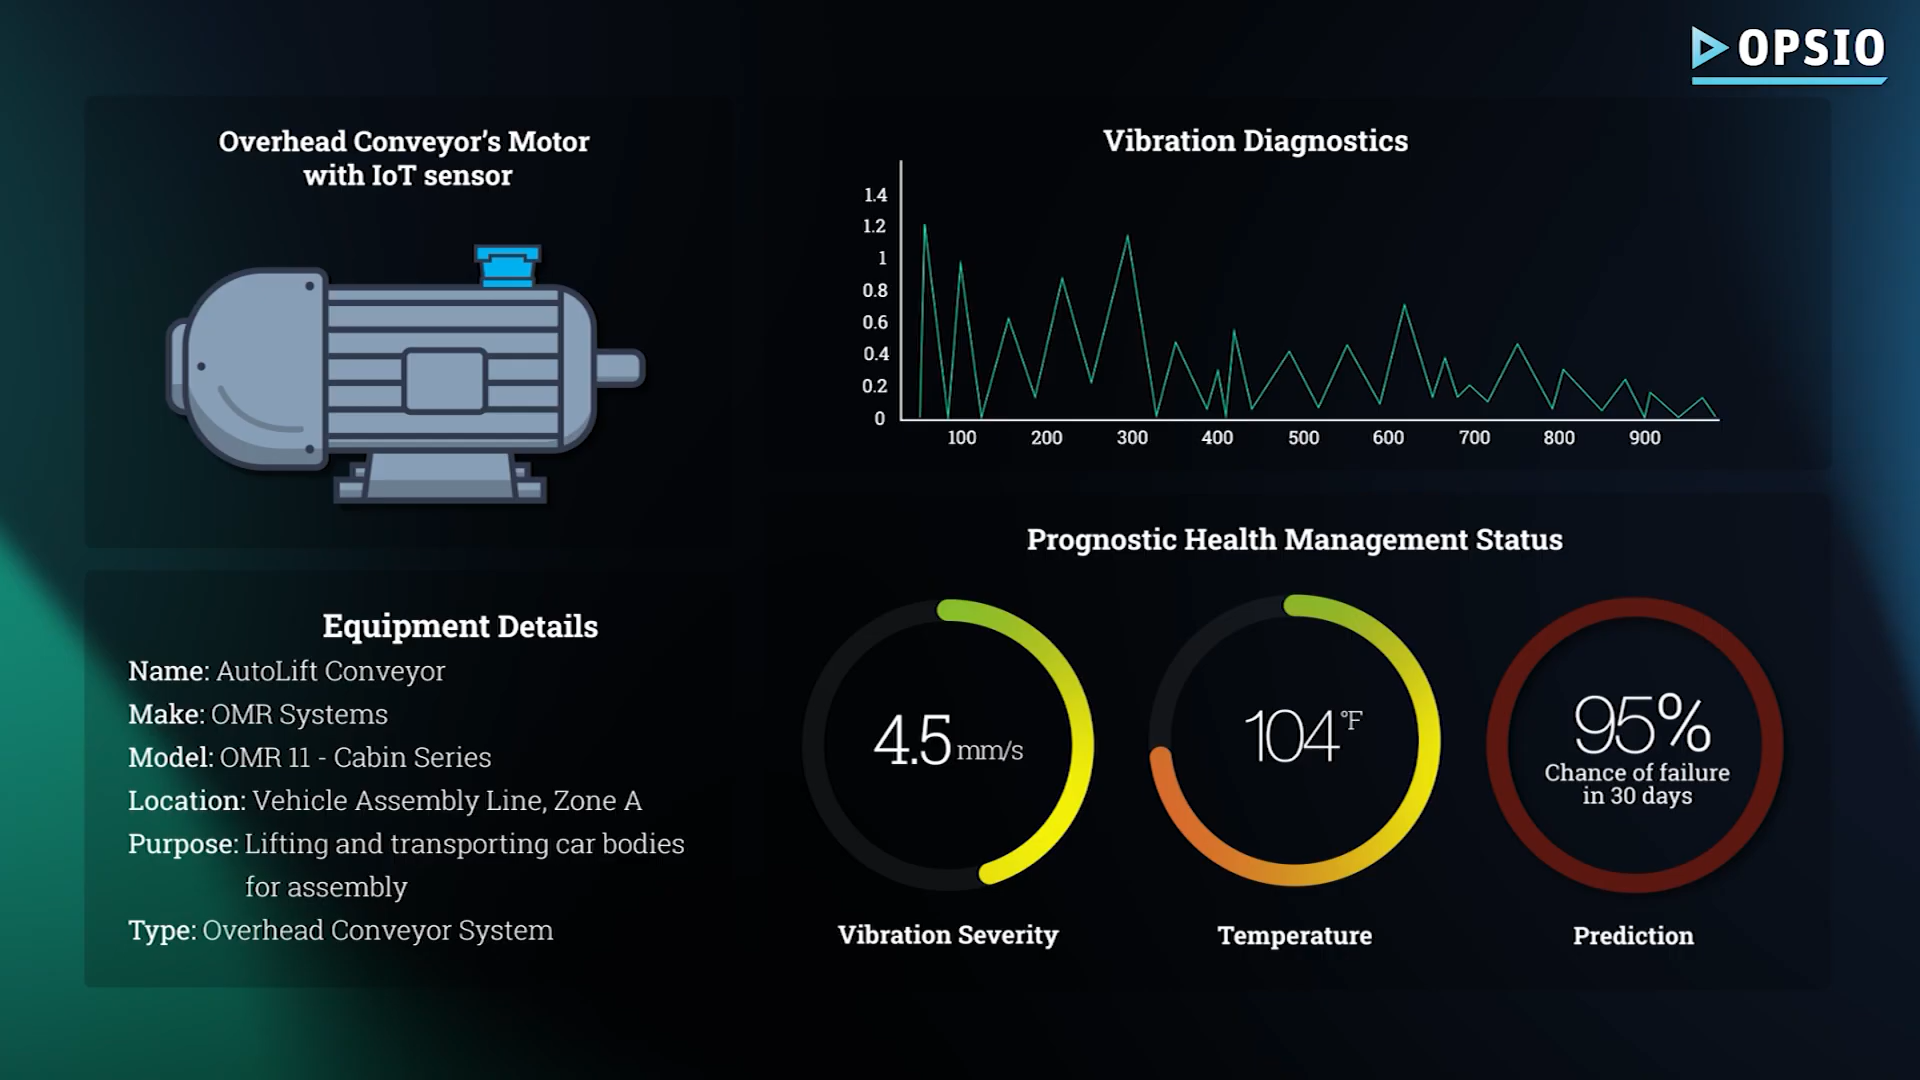 OPSIO
Overhead Conveyor’s Motor
with IoT sensor
Vibration Diagnostics
1.4
1.2
1
0.8
0.6
0.4
0.2
0
100 200 300 400 500 600 700 800 900
Equipment Details
Name: AutoLift Conveyor
Make: OMR Systems
Model: OMR 11 - Cabin Series
Location: Vehicle Assembly Line, Zone A
Purpose: Lifting and transporting car bodies
for assembly
Type: Overhead Conveyor System
Prognostic Health Management Status
4.5 mm/s
Vibration Severity
104°F
Temperature
95%
Chance of failure
in 30 days
Prediction